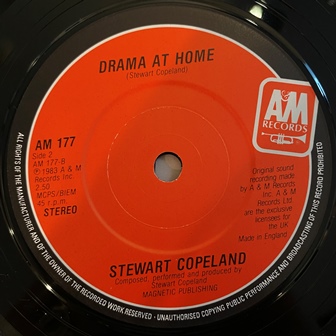 DRAMA AT HOME
(Stewart Copeland)
A&M
RECORDS
AM 177
Side 2
AM 177-B
℗ 1983 A & M
Records Inc
2.50
MCPS/BIEM
45 r.p.m.
STEREO
Original sound
recording made
by A & M Records
Inc. A & M
Records Ltd.
are the exclusive
licensees for
the UK
Made in England
STEWART COPELAND
Composed, performed and produced by
Stewart Copeland
MAGNETIC PUBLISHING
ALL RIGHTS OF THE MANUFACTURER AND OF THE OWNER OF THE RECORDED WORK RESERVED · UNAUTHORISED COPYING PUBLIC PERFORMANCE AND BROADCASTING OF THIS RECORD PROHIBITED